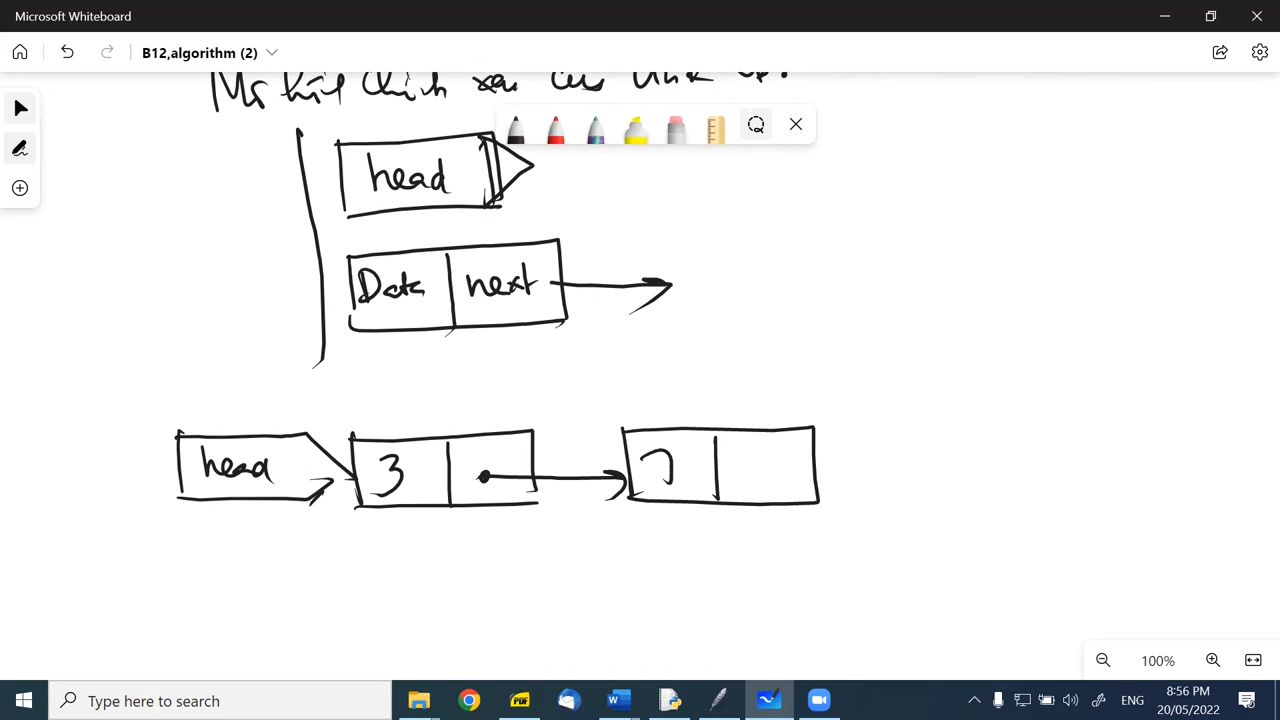 Microsoft Whiteboard
B12,algorithm (2)
head
Data next
head 3
100%
Type here to search
PDF
W
ENG
8:56 PM
20/05/2022